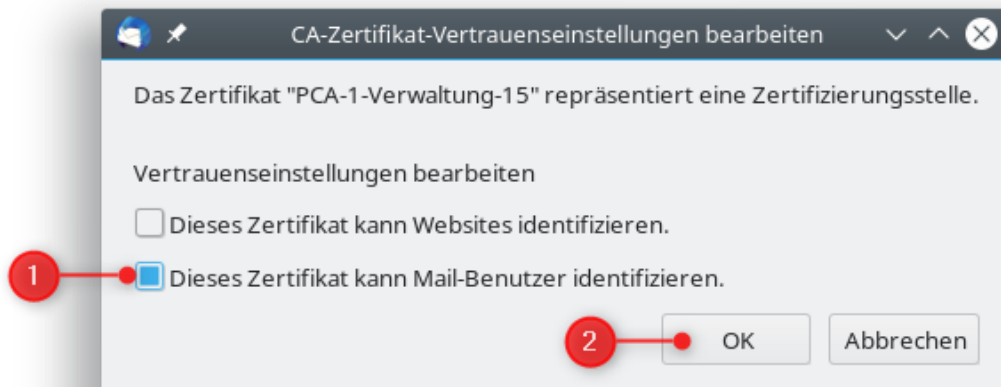 CA-Zertifikat-Vertrauenseinstellungen bearbeiten
Das Zertifikat "PCA-1-Verwaltung-15" repräsentiert eine Zertifizierungsstelle.
Vertrauenseinstellungen bearbeiten
Dieses Zertifikat kann Websites identifizieren.
1 Dieses Zertifikat kann Mail-Benutzer identifizieren.
2 OK Abbrechen